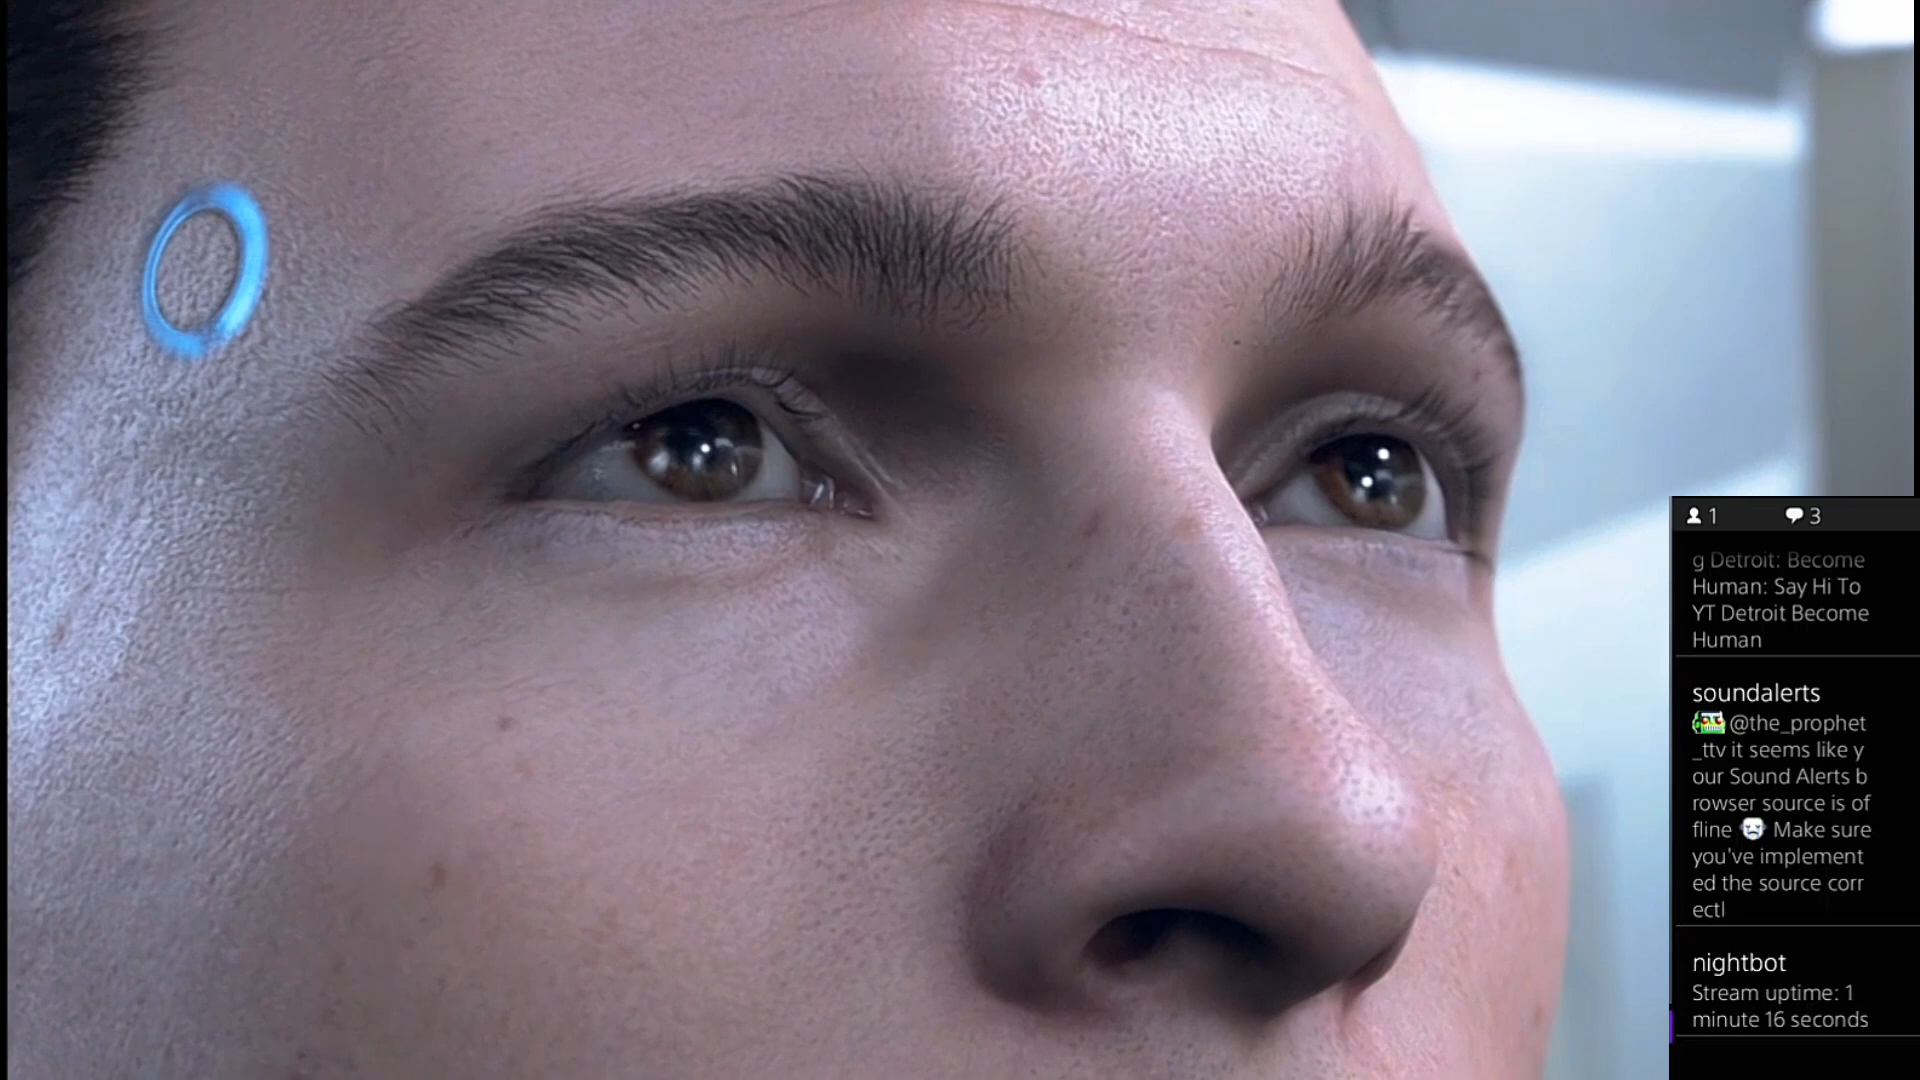 1 3
g Detroit: Become
Human: Say Hi To
YT Detroit Become
Human
soundalerts
@the_prophet
_ttv it seems like y
our Sound Alerts b
rowser source is of
fline 😭 Make sure
you've implement
ed the source corr
ectl
nightbot
Stream uptime: 1
minute 16 seconds